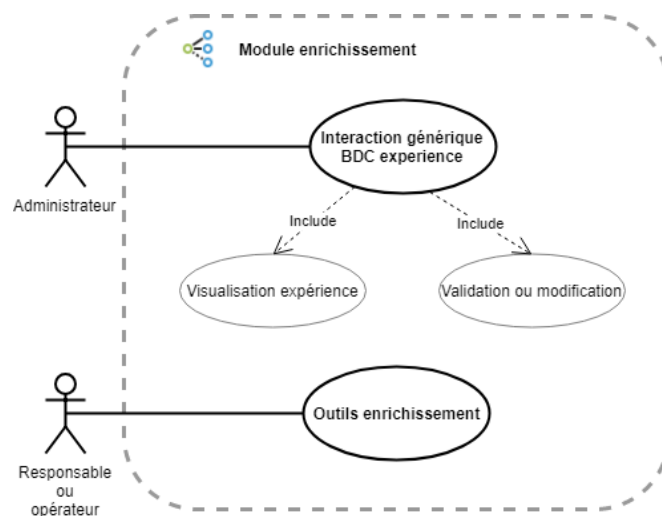 Module enrichissement
Interaction générique
BDC experience
Administrateur
Include
Include
Visualisation expérience
Validation ou modification
Outils enrichissement
Responsable
ou
opérateur